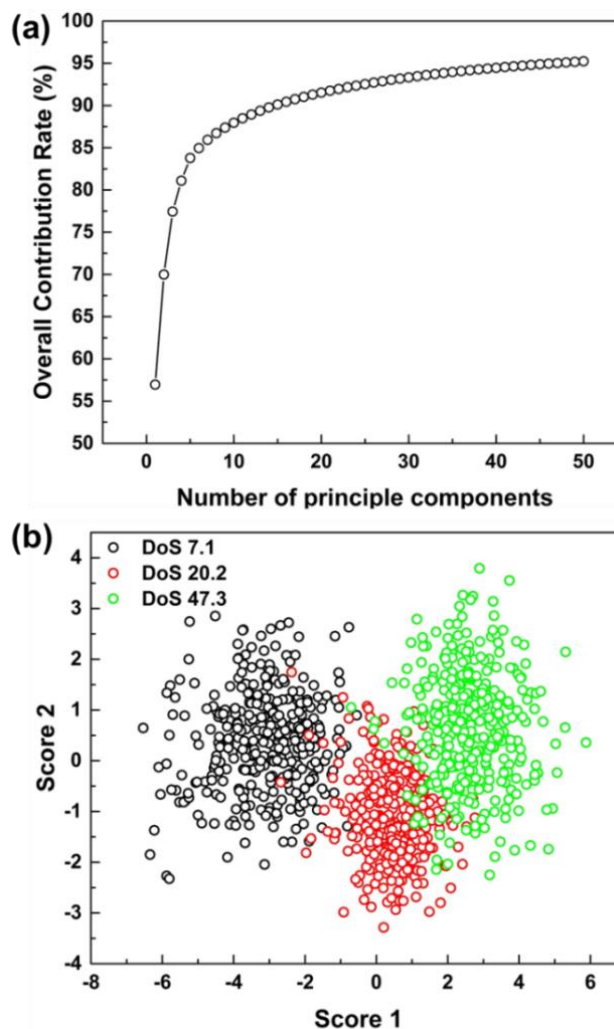 (a)
100
95
90
85
80
75
70
65
60
55
50
Overall Contribution Rate (%)
0 10 20 30 40 50
Number of principle components
(b)
DoS 7.1
DoS 20.2
DoS 47.3
4
3
2
1
0
-1
-2
-3
-4
Score 2
-8 -6 -4 -2 0 2 4 6
Score 1